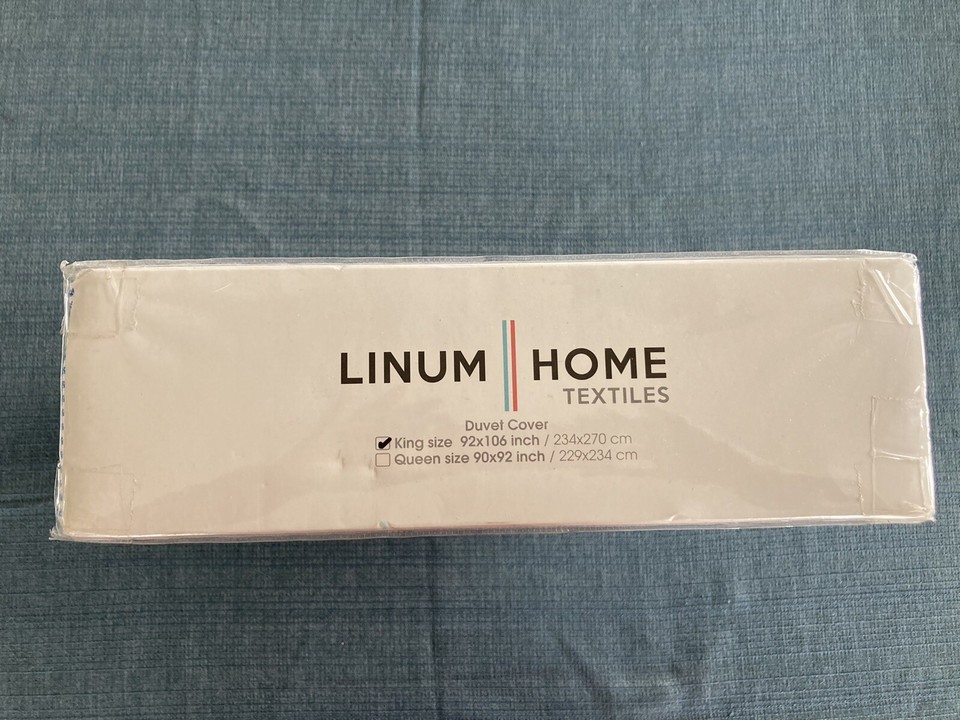 LINUM HOME
TEXTILES
Duvet Cover
King size 92x106 inch / 234x270 cm
Queen size 90x92 inch / 229x234 cm